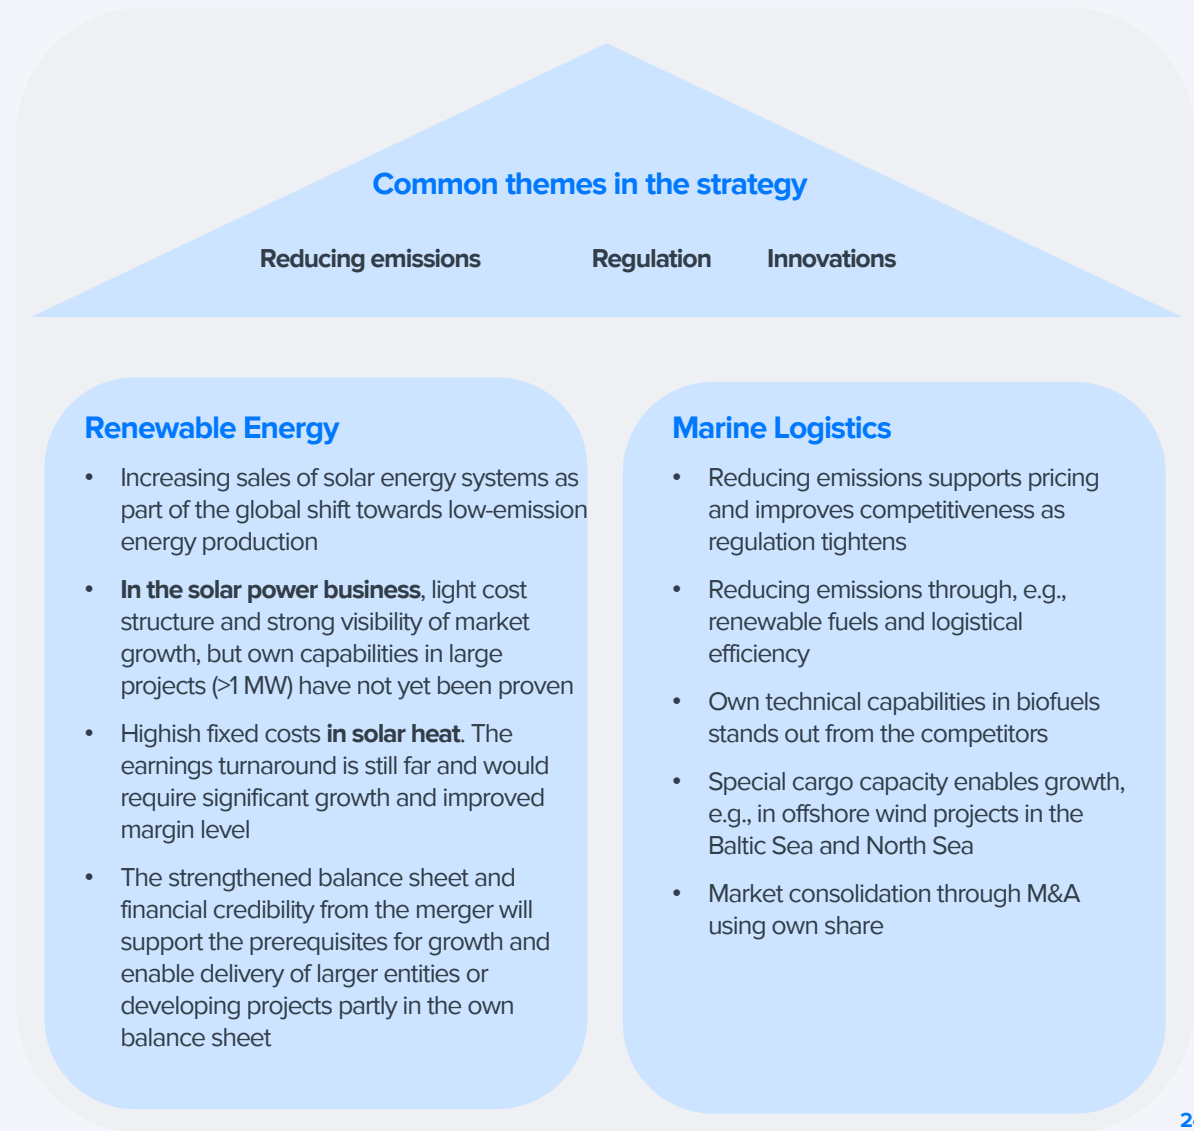 Common themes in the strategy
Reducing emissions Regulation Innovations
Renewable Energy
• Increasing sales of solar energy systems as
part of the global shift towards low-emission
energy production
• In the solar power business, light cost
structure and strong visibility of market
growth, but own capabilities in large
projects (>1 MW) have not yet been proven
• Highish fixed costs in solar heat. The
earnings turnaround is still far and would
require significant growth and improved
margin level
• The strengthened balance sheet and
financial credibility from the merger will
support the prerequisites for growth and
enable delivery of larger entities or
developing projects partly in the own
balance sheet
Marine Logistics
• Reducing emissions supports pricing
and improves competitiveness as
regulation tightens
• Reducing emissions through, e.g.,
renewable fuels and logistical
efficiency
• Own technical capabilities in biofuels
stands out from the competitors
• Special cargo capacity enables growth,
e.g., in offshore wind projects in the
Baltic Sea and North Sea
• Market consolidation through M&A
using own share